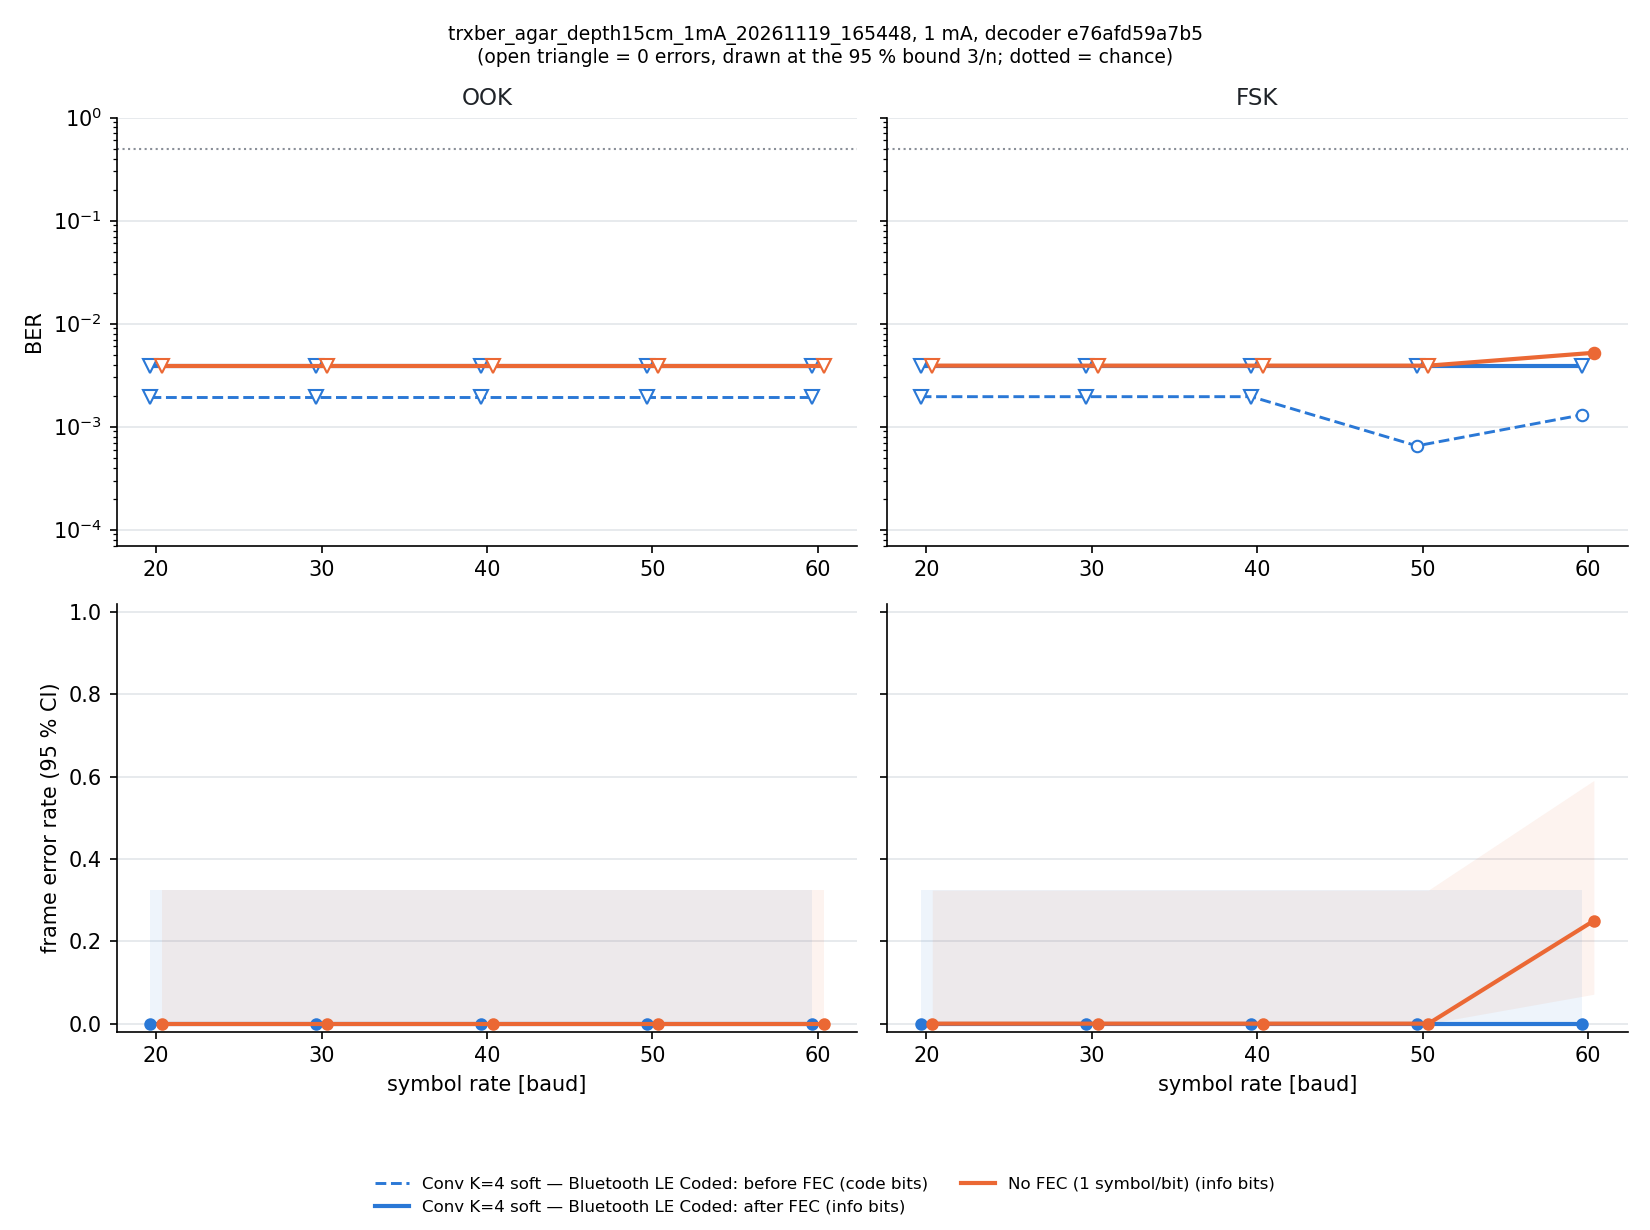 trxber_agar_depth15cm_1mA_20261119_165448, 1 mA, decoder e76afd59a7b5
(open triangle = 0 errors, drawn at the 95 % bound 3/n; dotted = chance)
OOK
FSK
BER
10⁰
10⁻¹
10⁻²
10⁻³
10⁻⁴
20 30 40 50 60
20 30 40 50 60
frame error rate (95 % CI)
1.0
0.8
0.6
0.4
0.2
0.0
20 30 40 50 60
20 30 40 50 60
symbol rate [baud]
symbol rate [baud]
Conv K=4 soft — Bluetooth LE Coded: before FEC (code bits)
Conv K=4 soft — Bluetooth LE Coded: after FEC (info bits)
No FEC (1 symbol/bit) (info bits)